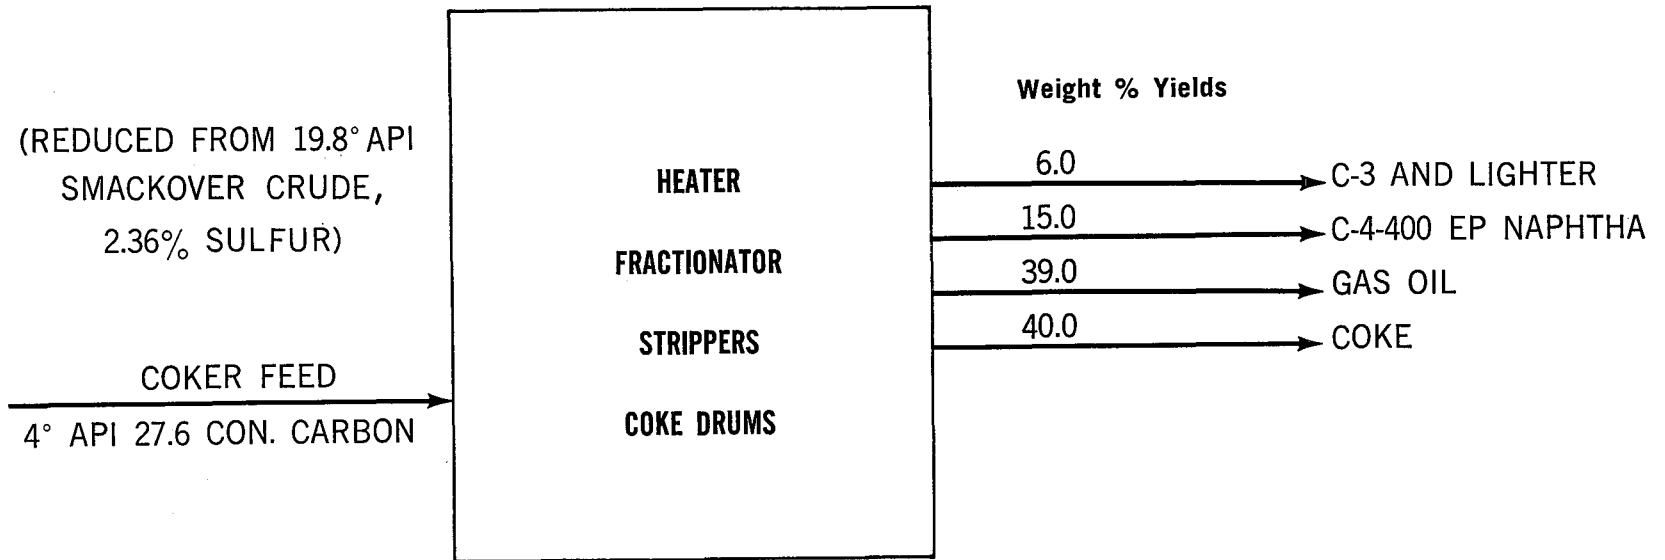 Weight % Yields
(REDUCED FROM 19.8° API
SMACKOVER CRUDE,
2.36% SULFUR)
COKER FEED
4° API 27.6 CON. CARBON
HEATER
FRACTIONATOR
STRIPPERS
COKE DRUMS
6.0 C-3 AND LIGHTER
15.0 C-4-400 EP NAPHTHA
39.0 GAS OIL
40.0 COKE